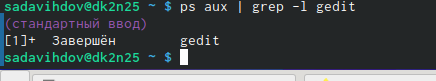 sadavihdov@dk2n25 ~ $ ps aux | grep -l gedit
(стандартный ввод)
[1]+  Завершён        gedit
sadavihdov@dk2n25 ~ $